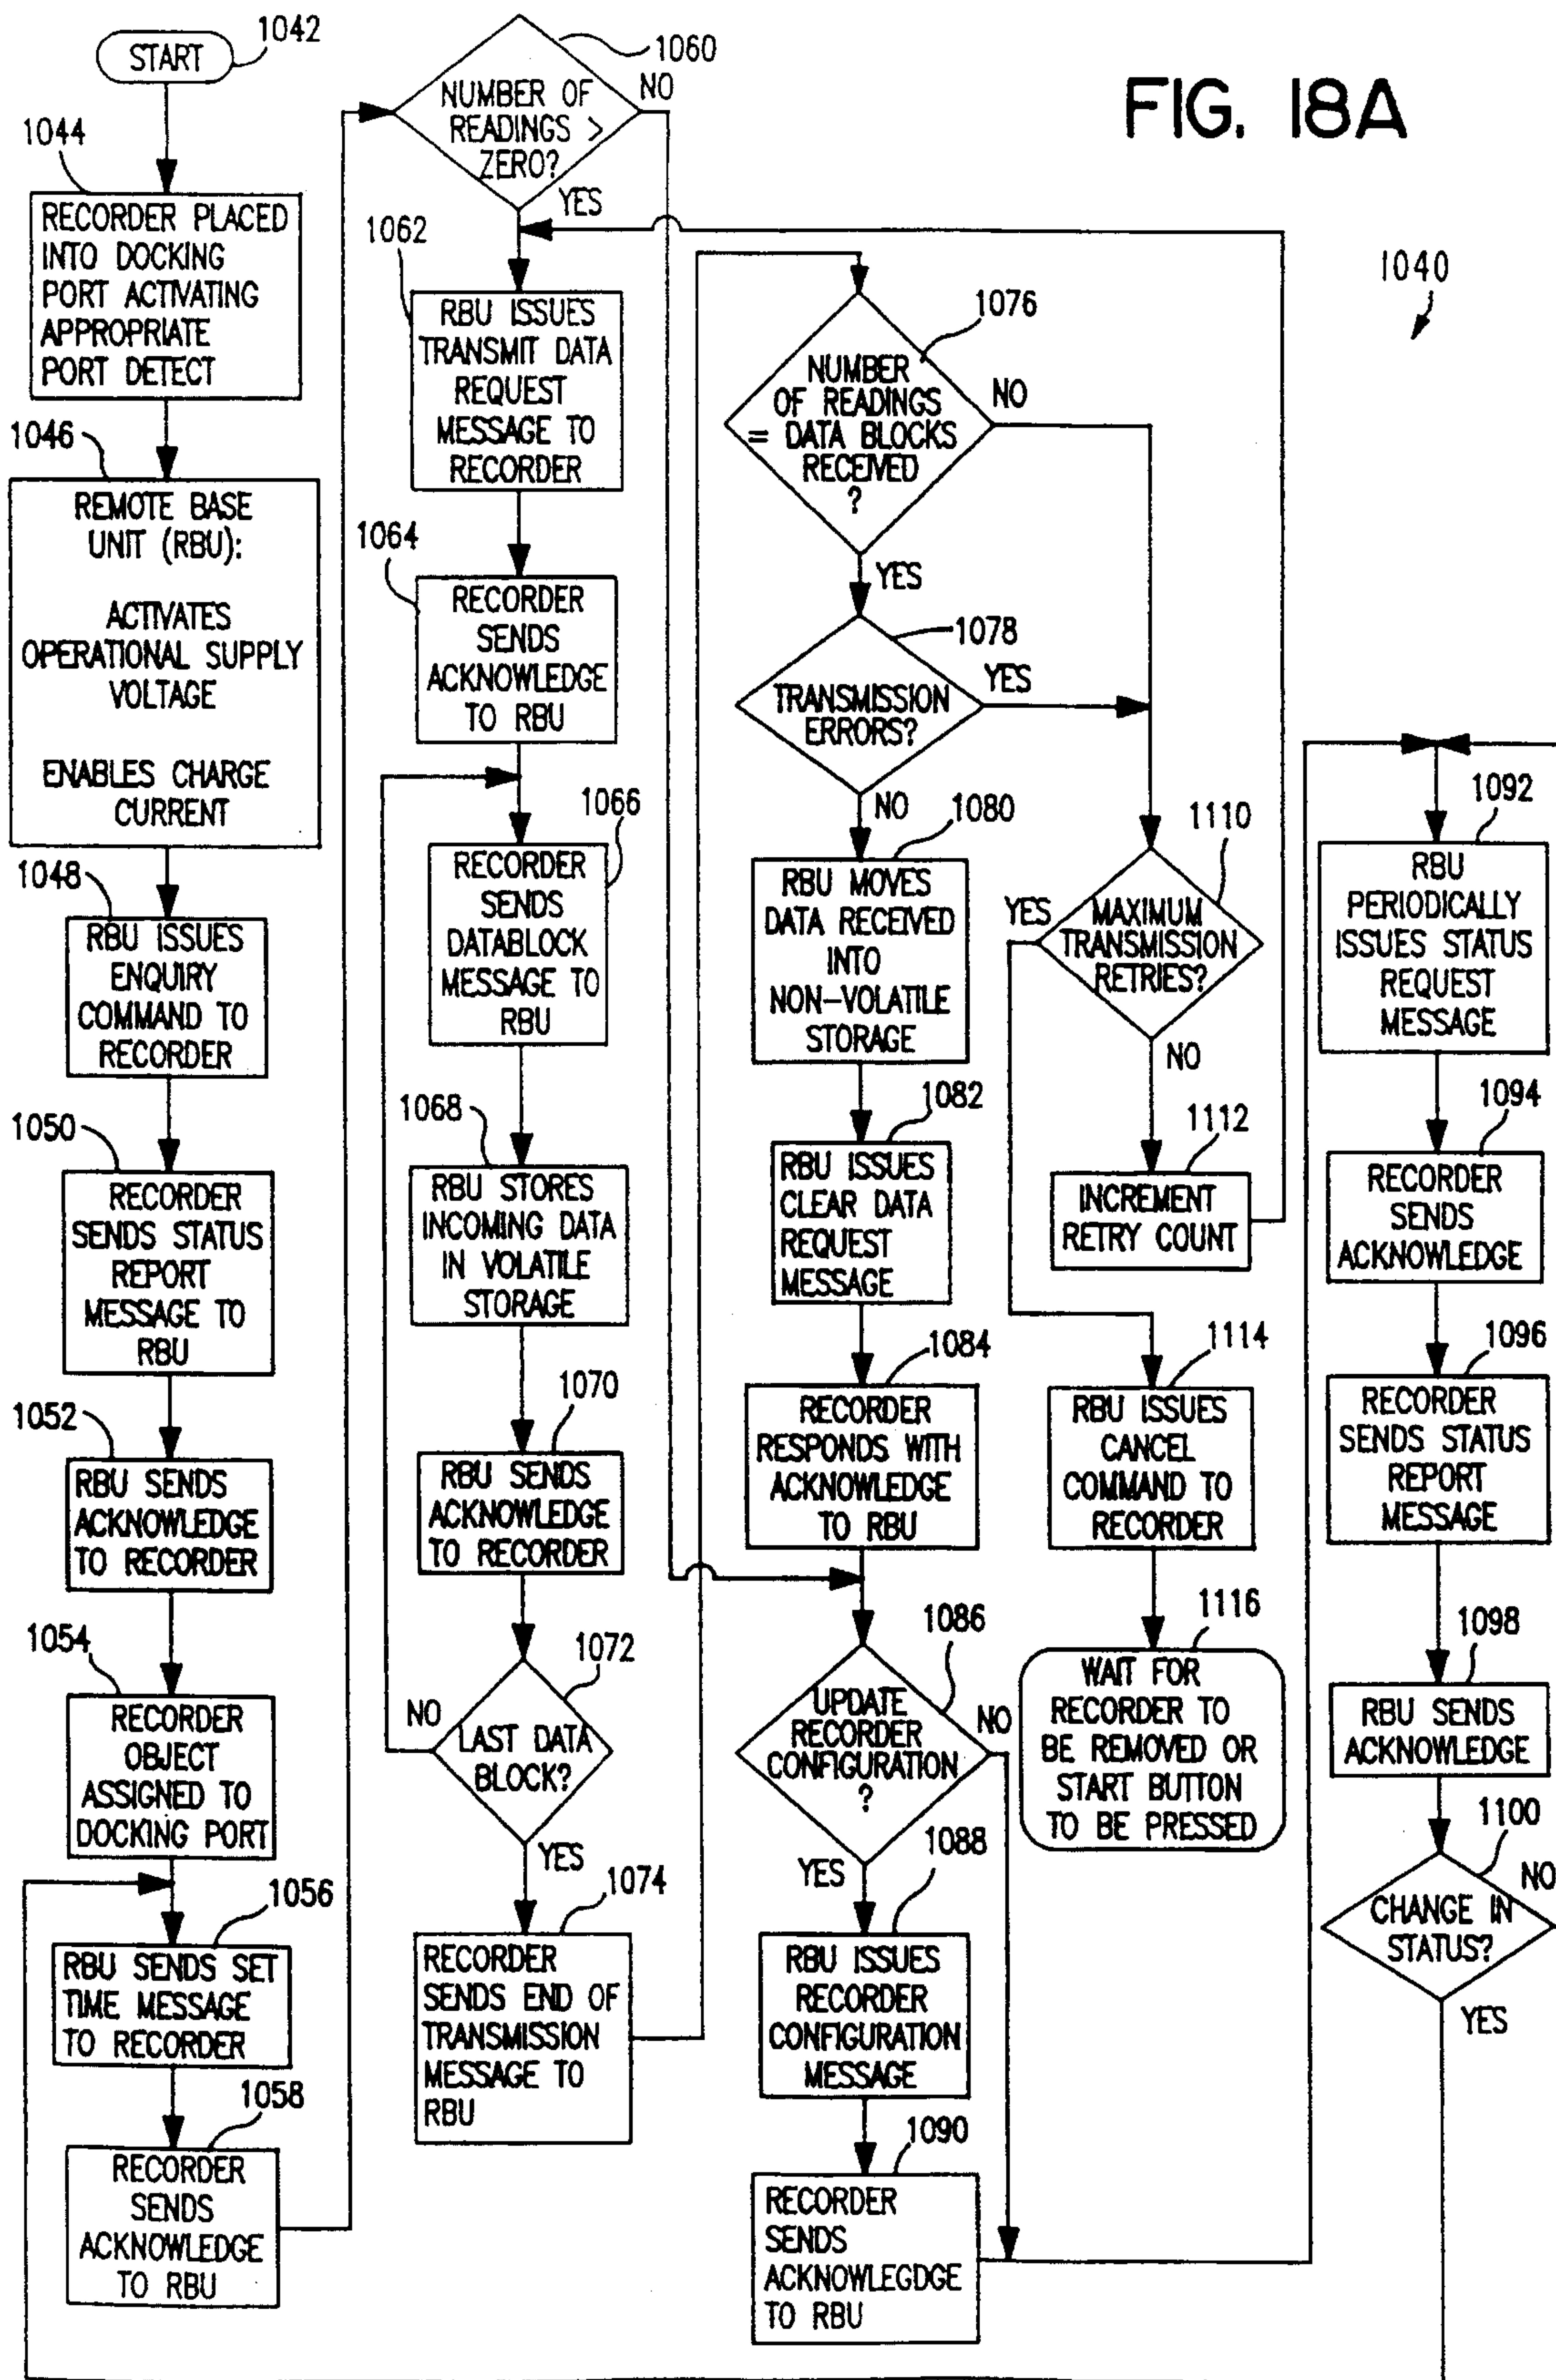 FIG. 18A
1040
START
1042
1044
RECORDER PLACED
INTO DOCKING
PORT ACTIVATING
APPROPRIATE
PORT DETECT
1046
REMOTE BASE
UNIT (RBU):
ACTIVATES
OPERATIONAL SUPPLY
VOLTAGE
ENABLES CHARGE
CURRENT
1048
RBU ISSUES
ENQUIRY
COMMAND TO
RECORDER
1050
RECORDER
SENDS STATUS
REPORT
MESSAGE TO
RBU
1052
RBU SENDS
ACKNOWLEDGE
TO RECORDER
1054
RECORDER
OBJECT
ASSIGNED TO
DOCKING PORT
1056
RBU SENDS SET
TIME MESSAGE
TO RECORDER
1058
RECORDER
SENDS
ACKNOWLEDGE
TO RBU
1060
NUMBER OF
READINGS >
ZERO?
NO
YES
1062
RBU ISSUES
TRANSMIT DATA
REQUEST
MESSAGE TO
RECORDER
1064
RECORDER
SENDS
ACKNOWLEDGE
TO RBU
1066
RECORDER
SENDS
DATABLOCK
MESSAGE TO
RBU
1068
RBU STORES
INCOMING DATA
IN VOLATILE
STORAGE
1070
RBU SENDS
ACKNOWLEDGE
TO RECORDER
1072
LAST DATA
BLOCK?
NO
YES
1074
RECORDER
SENDS END OF
TRANSMISSION
MESSAGE TO
RBU
1076
NUMBER
OF READINGS
= DATA BLOCKS
RECEIVED
?
NO
YES
1078
TRANSMISSION
ERRORS?
YES
NO
1080
RBU MOVES
DATA RECEIVED
INTO
NON-VOLATILE
STORAGE
1082
RBU ISSUES
CLEAR DATA
REQUEST
MESSAGE
1084
RECORDER
RESPONDS WITH
ACKNOWLEDGE
TO RBU
1086
UPDATE
RECORDER
CONFIGURATION
?
NO
YES
1088
RBU ISSUES
RECORDER
CONFIGURATION
MESSAGE
1090
RECORDER
SENDS
ACKNOWLEGDGE
TO RBU
1110
MAXIMUM
TRANSMISSION
RETRIES?
YES
NO
1112
INCREMENT
RETRY COUNT
1114
RBU ISSUES
CANCEL
COMMAND TO
RECORDER
1116
WAIT FOR
RECORDER TO
BE REMOVED OR
START BUTTON
TO BE PRESSED
1092
RBU
PERIODICALLY
ISSUES STATUS
REQUEST
MESSAGE
1094
RECORDER
SENDS
ACKNOWLEDGE
1096
RECORDER
SENDS STATUS
REPORT
MESSAGE
1098
RBU SENDS
ACKNOWLEDGE
1100
CHANGE IN
STATUS?
NO
YES